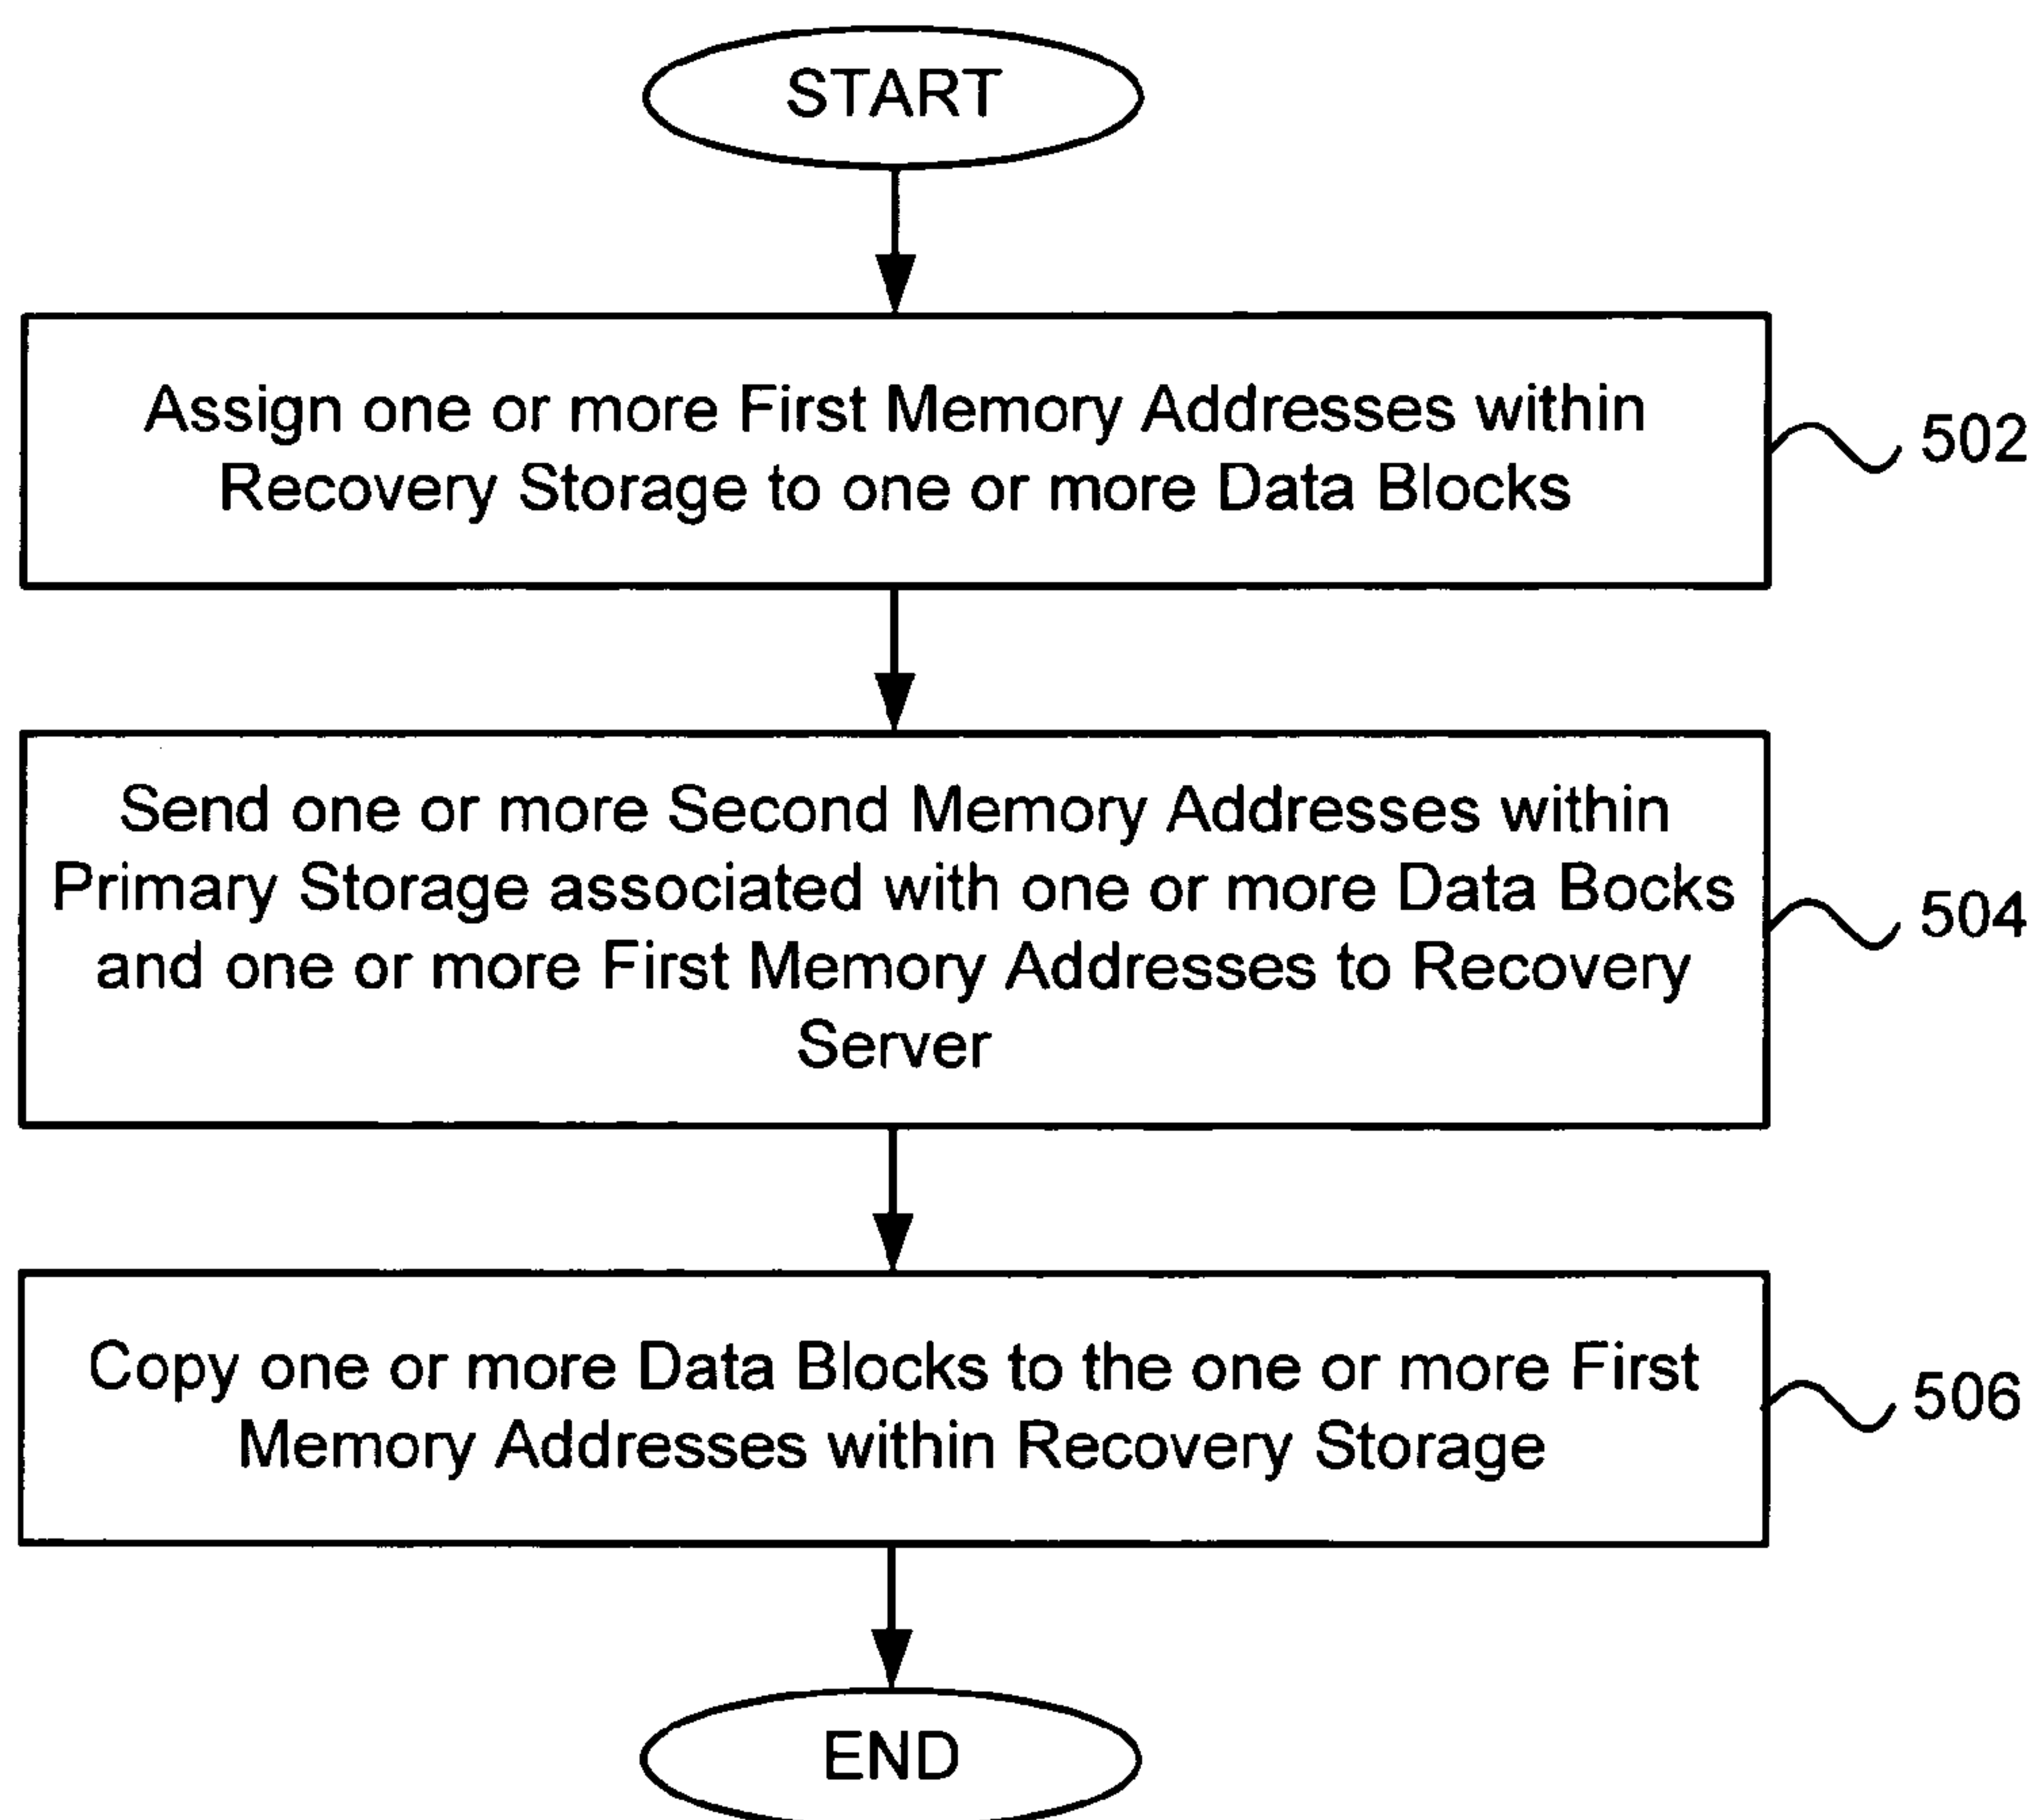 START
Assign one or more First Memory Addresses within
Recovery Storage to one or more Data Blocks
502
Send one or more Second Memory Addresses within
Primary Storage associated with one or more Data Bocks
and one or more First Memory Addresses to Recovery
Server
504
Copy one or more Data Blocks to the one or more First
Memory Addresses within Recovery Storage
506
END